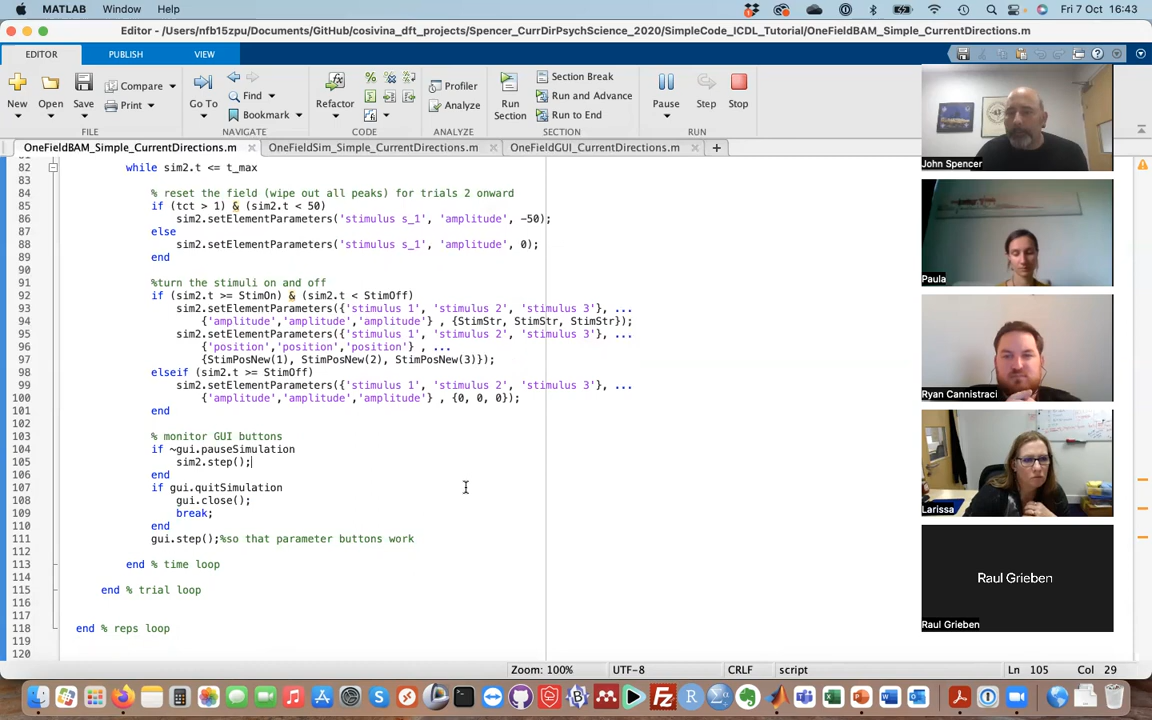 MATLAB Window Help
Fri 7 Oct 16:43
Editor - /Users/nfb15zpu/Documents/GitHub/cosivina_dft_projects/Spencer_CurrDirPsychScience_2020/SimpleCode_ICDL_Tutorial/OneFieldBAM_Simple_CurrentDirections.m
EDITOR PUBLISH VIEW
New Open Save Compare Print
Go To Find Bookmark
Refactor
Profiler Analyze
Run Section
Section Break
Run and Advance
Run to End
Pause Step Stop
FILE NAVIGATE CODE ANALYZE SECTION RUN
OneFieldBAM_Simple_CurrentDirections.m OneFieldSim_Simple_CurrentDirections.m OneFieldGUI_CurrentDirections.m
82 while sim2.t <= t_max
83
84 % reset the field (wipe out all peaks) for trials 2 onward
85 if (tct > 1) & (sim2.t < 50)
86 sim2.setElementParameters('stimulus s_1', 'amplitude', -50);
87 else
88 sim2.setElementParameters('stimulus s_1', 'amplitude', 0);
89 end
90
91 %turn the stimuli on and off
92 if (sim2.t >= StimOn) & (sim2.t < StimOff)
93 sim2.setElementParameters({'stimulus 1', 'stimulus 2', 'stimulus 3'}, ...
94 {'amplitude','amplitude','amplitude'} , {StimStr, StimStr, StimStr});
95 sim2.setElementParameters({'stimulus 1', 'stimulus 2', 'stimulus 3'}, ...
96 {'position','position','position'} , ...
97 {StimPosNew(1), StimPosNew(2), StimPosNew(3)});
98 elseif (sim2.t >= StimOff)
99 sim2.setElementParameters({'stimulus 1', 'stimulus 2', 'stimulus 3'}, ...
100 {'amplitude','amplitude','amplitude'} , {0, 0, 0});
101 end
102
103 % monitor GUI buttons
104 if ~gui.pauseSimulation
105 sim2.step();
106 end
107 if gui.quitSimulation
108 gui.close();
109 break;
110 end
111 gui.step();%so that parameter buttons work
112
113 end % time loop
114
115 end % trial loop
116
117
118 end % reps loop
119
120
Zoom: 100% UTF-8 CRLF script Ln 105 Col 29
John Spencer
Paula
Ryan Cannistraci
Larissa
Raul Grieben
Raul Grieben